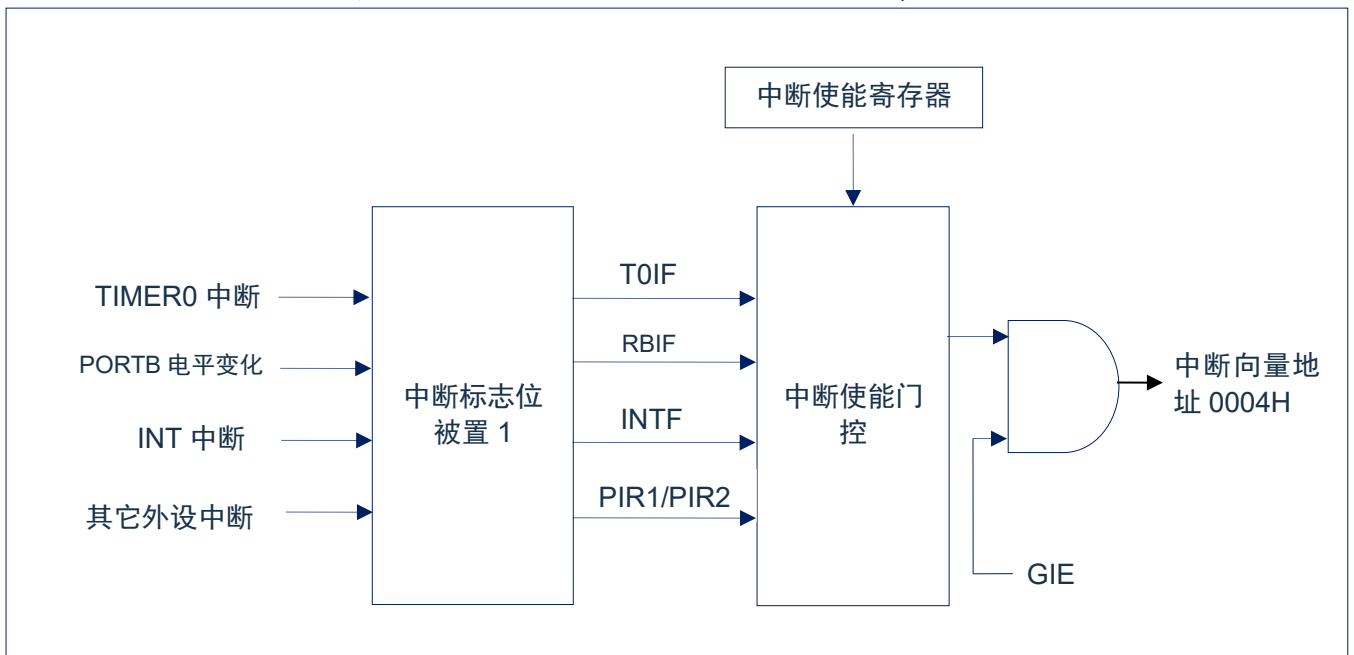 中断使能寄存器
TIMER0 中断
PORTB 电平变化
INT 中断
其它外设中断
中断标志位
被置 1
T0IF
RBIF
INTF
PIR1/PIR2
中断使能门
控
GIE
中断向量地
址 0004H